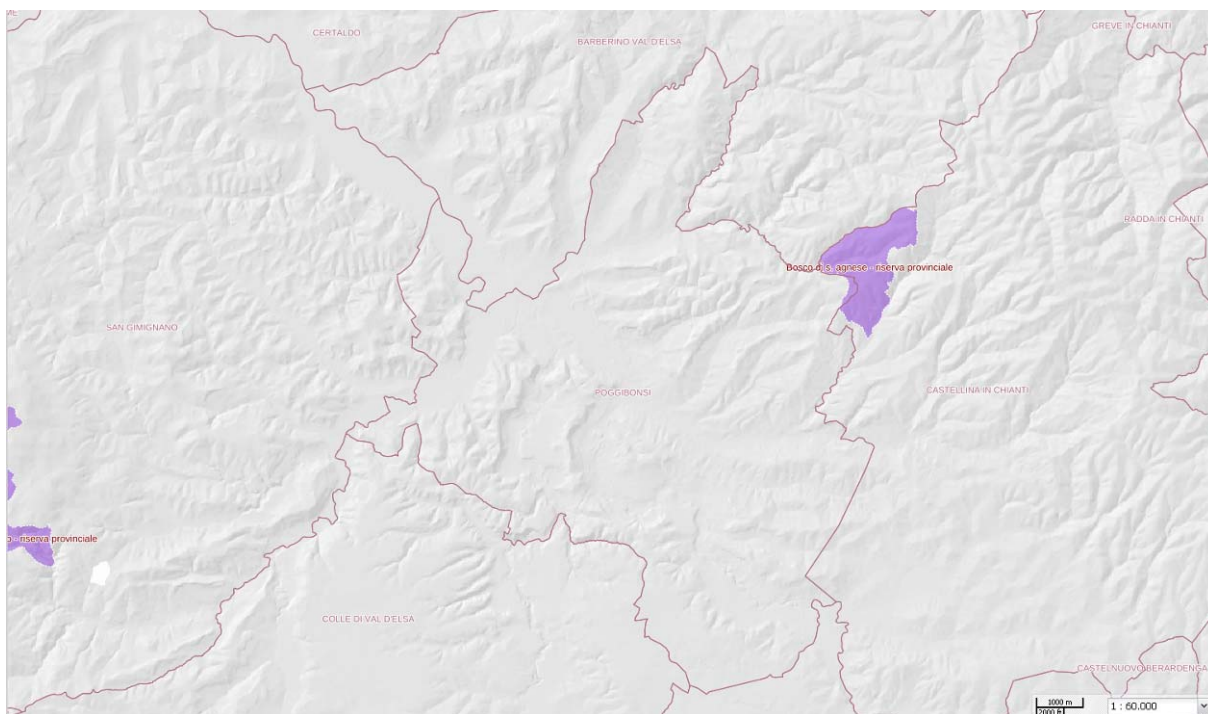 ME
CERTALDO
GREVE IN CHIANTI
BARBERINO VAL D'ELSA
RADDA IN CHIANTI
Bosco di s- agnese - riserva provinciale
SAN GIMIGNANO
POGGIBONSI
CASTELLINA IN CHIANTI
o - riserva provinciale
COLLE DI VAL D'ELSA
CASTELNUOVO BERARDENGA
1000 m
2000 ft
1 : 60.000